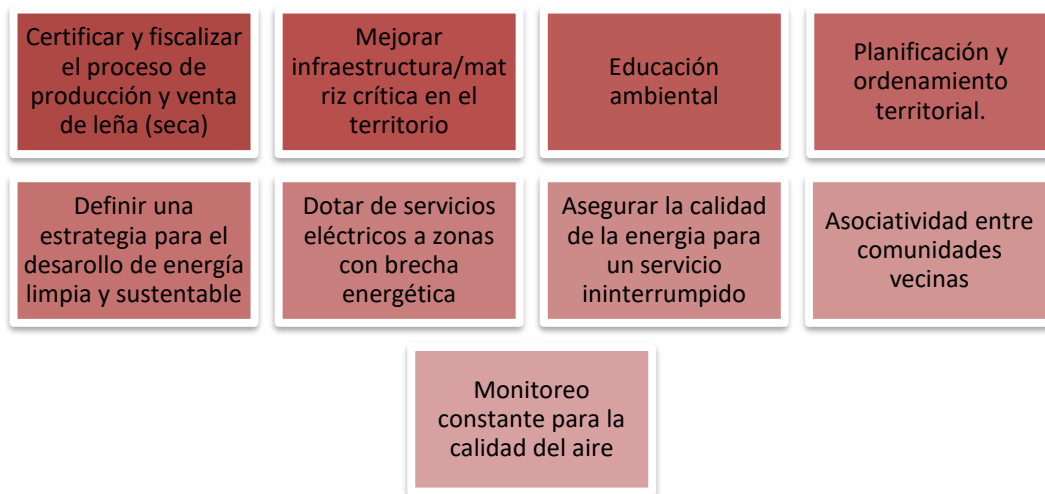 Certificar y fiscalizar
el proceso de
producción y venta
de leña (seca)
Mejorar
infraestructura/mat
riz crítica en el
territorio
Educación
ambiental
Planificación y
ordenamiento
territorial.
Definir una
estrategia para el
desarollo de energía
limpia y sustentable
Dotar de servicios
eléctricos a zonas
con brecha
energética
Asegurar la calidad
de la energia para
un servicio
ininterrumpido
Asociatividad entre
comunidades
vecinas
Monitoreo
constante para la
calidad del aire